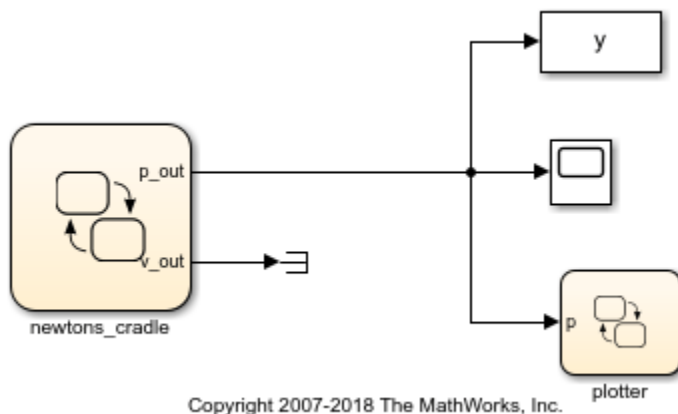 y
p_out
v_out
newtons_cradle
p
plotter
Copyright 2007-2018 The MathWorks, Inc.